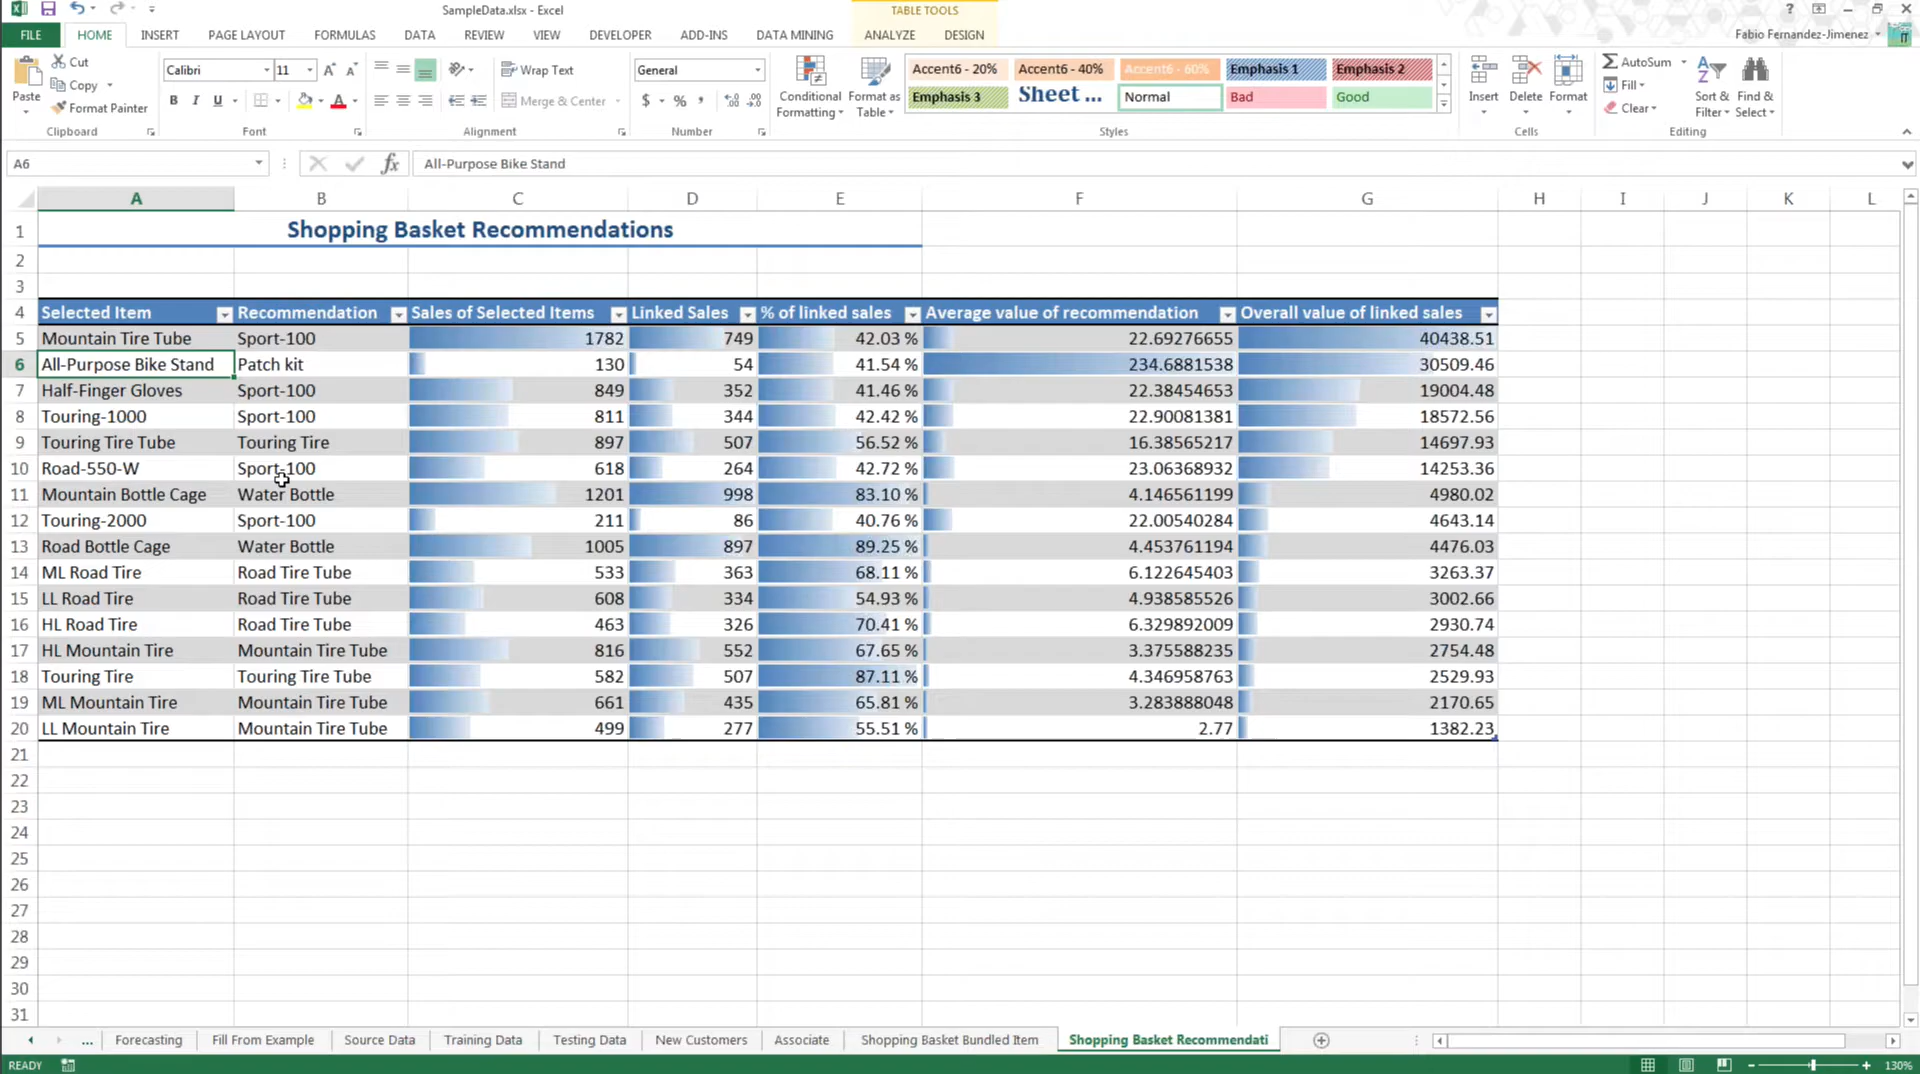 SampleData.xlsx - Excel
TABLE TOOLS
FILE HOME INSERT PAGE LAYOUT FORMULAS DATA REVIEW VIEW DEVELOPER ADD-INS DATA MINING ANALYZE DESIGN Fabio Fernandez-Jimenez
Paste
Cut
Copy
Format Painter
Clipboard
Calibri 11
B I U
Font
Wrap Text
Merge & Center
Alignment
General
$ % ,
Number
Conditional Formatting
Format as Table
Accent6 - 20% Accent6 - 40% Accent6 - 60% Emphasis 1 Emphasis 2
Emphasis 3 Sheet ... Normal Bad Good
Styles
Insert Delete Format
Cells
AutoSum
Fill
Clear
Sort & Filter
Find & Select
Editing
A6 fx All-Purpose Bike Stand
A B C D E F G H I J K L
1 Shopping Basket Recommendations
2
3
4 Selected Item Recommendation Sales of Selected Items Linked Sales % of linked sales Average value of recommendation Overall value of linked sales
5 Mountain Tire Tube Sport-100 1782 749 42.03 % 22.69276655 40438.51
6 All-Purpose Bike Stand Patch kit 130 54 41.54 % 234.6881538 30509.46
7 Half-Finger Gloves Sport-100 849 352 41.46 % 22.38454653 19004.48
8 Touring-1000 Sport-100 811 344 42.42 % 22.90081381 18572.56
9 Touring Tire Tube Touring Tire 897 507 56.52 % 16.38565217 14697.93
10 Road-550-W Sport-100 618 264 42.72 % 23.06368932 14253.36
11 Mountain Bottle Cage Water Bottle 1201 998 83.10 % 4.146561199 4980.02
12 Touring-2000 Sport-100 211 86 40.76 % 22.00540284 4643.14
13 Road Bottle Cage Water Bottle 1005 897 89.25 % 4.453761194 4476.03
14 ML Road Tire Road Tire Tube 533 363 68.11 % 6.122645403 3263.37
15 LL Road Tire Road Tire Tube 608 334 54.93 % 4.938585526 3002.66
16 HL Road Tire Road Tire Tube 463 326 70.41 % 6.329892009 2930.74
17 HL Mountain Tire Mountain Tire Tube 816 552 67.65 % 3.375588235 2754.48
18 Touring Tire Touring Tire Tube 582 507 87.11 % 4.346958763 2529.93
19 ML Mountain Tire Mountain Tire Tube 661 435 65.81 % 3.283888048 2170.65
20 LL Mountain Tire Mountain Tire Tube 499 277 55.51 % 2.77 1382.23
21
22
23
24
25
26
27
28
29
30
31
... Forecasting Fill From Example Source Data Training Data Testing Data New Customers Associate Shopping Basket Bundled Item Shopping Basket Recommendati
READY 130%